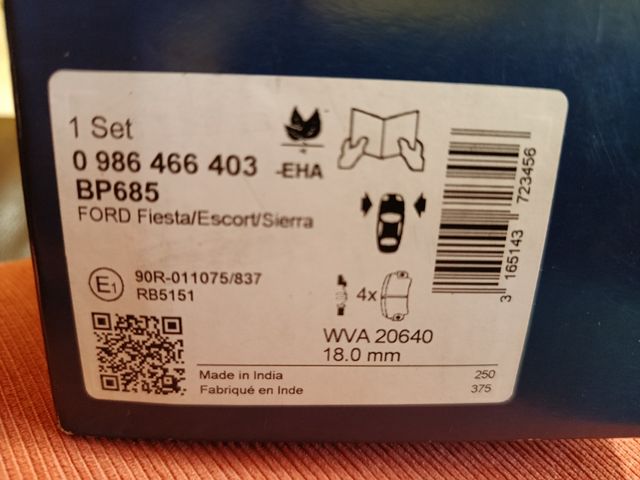 1 Set
0 986 466 403
-EHA
BP685
FORD Fiesta/Escort/Sierra
E1
90R-011075/837
RB5151
4x
WVA 20640
18.0 mm
Made in India
250
Fabriqué en Inde
375
3 165143 723456